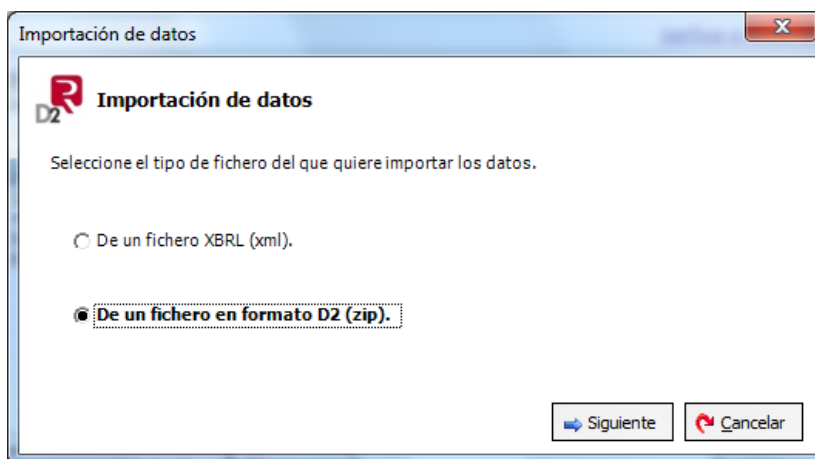 Importación de datos
D2
Importación de datos
Seleccione el tipo de fichero del que quiere importar los datos.
De un fichero XBRL (xml).
De un fichero en formato D2 (zip).
Siguiente
Cancelar